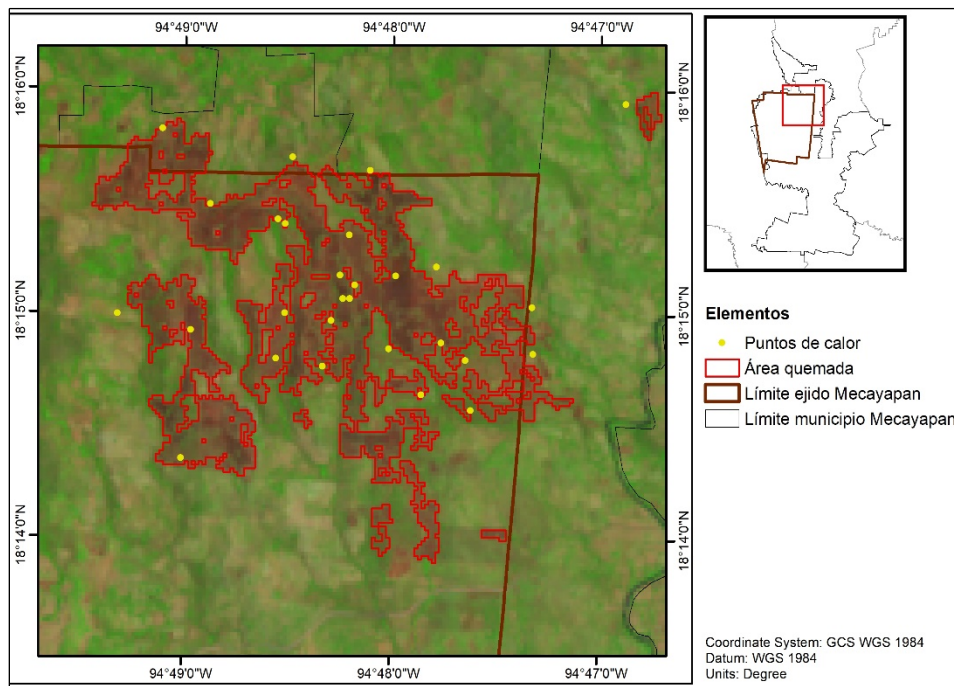 94°49'0"W
94°48'0"W
94°47'0"W
18°16'0"N
18°16'0"N
18°15'0"N
18°15'0"N
18°14'0"N
18°14'0"N
94°49'0"W
94°48'0"W
94°47'0"W
Elementos
Puntos de calor
Área quemada
Límite ejido Mecayapan
Límite municipio Mecayapan
Coordinate System: GCS WGS 1984
Datum: WGS 1984
Units: Degree